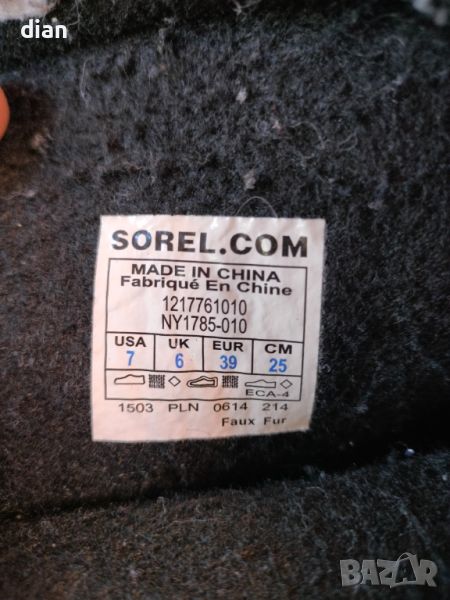 dian
SOREL.COM
MADE IN CHINA
Fabriqué En Chine
1217761010
NY1785-010
USA UK EUR CM
7 6 39 25
ECA-4
1503 PLN 0614 214
Faux Fur
BAZAR